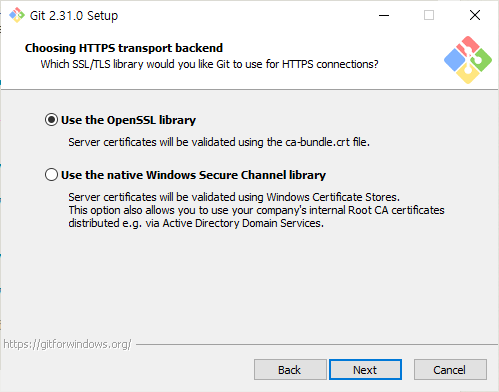 Git 2.31.0 Setup
Choosing HTTPS transport backend
Which SSL/TLS library would you like Git to use for HTTPS connections?
Use the OpenSSL library
Server certificates will be validated using the ca-bundle.crt file.
Use the native Windows Secure Channel library
Server certificates will be validated using Windows Certificate Stores.
This option also allows you to use your company's internal Root CA certificates
distributed e.g. via Active Directory Domain Services.
https://gitforwindows.org/
Back Next Cancel